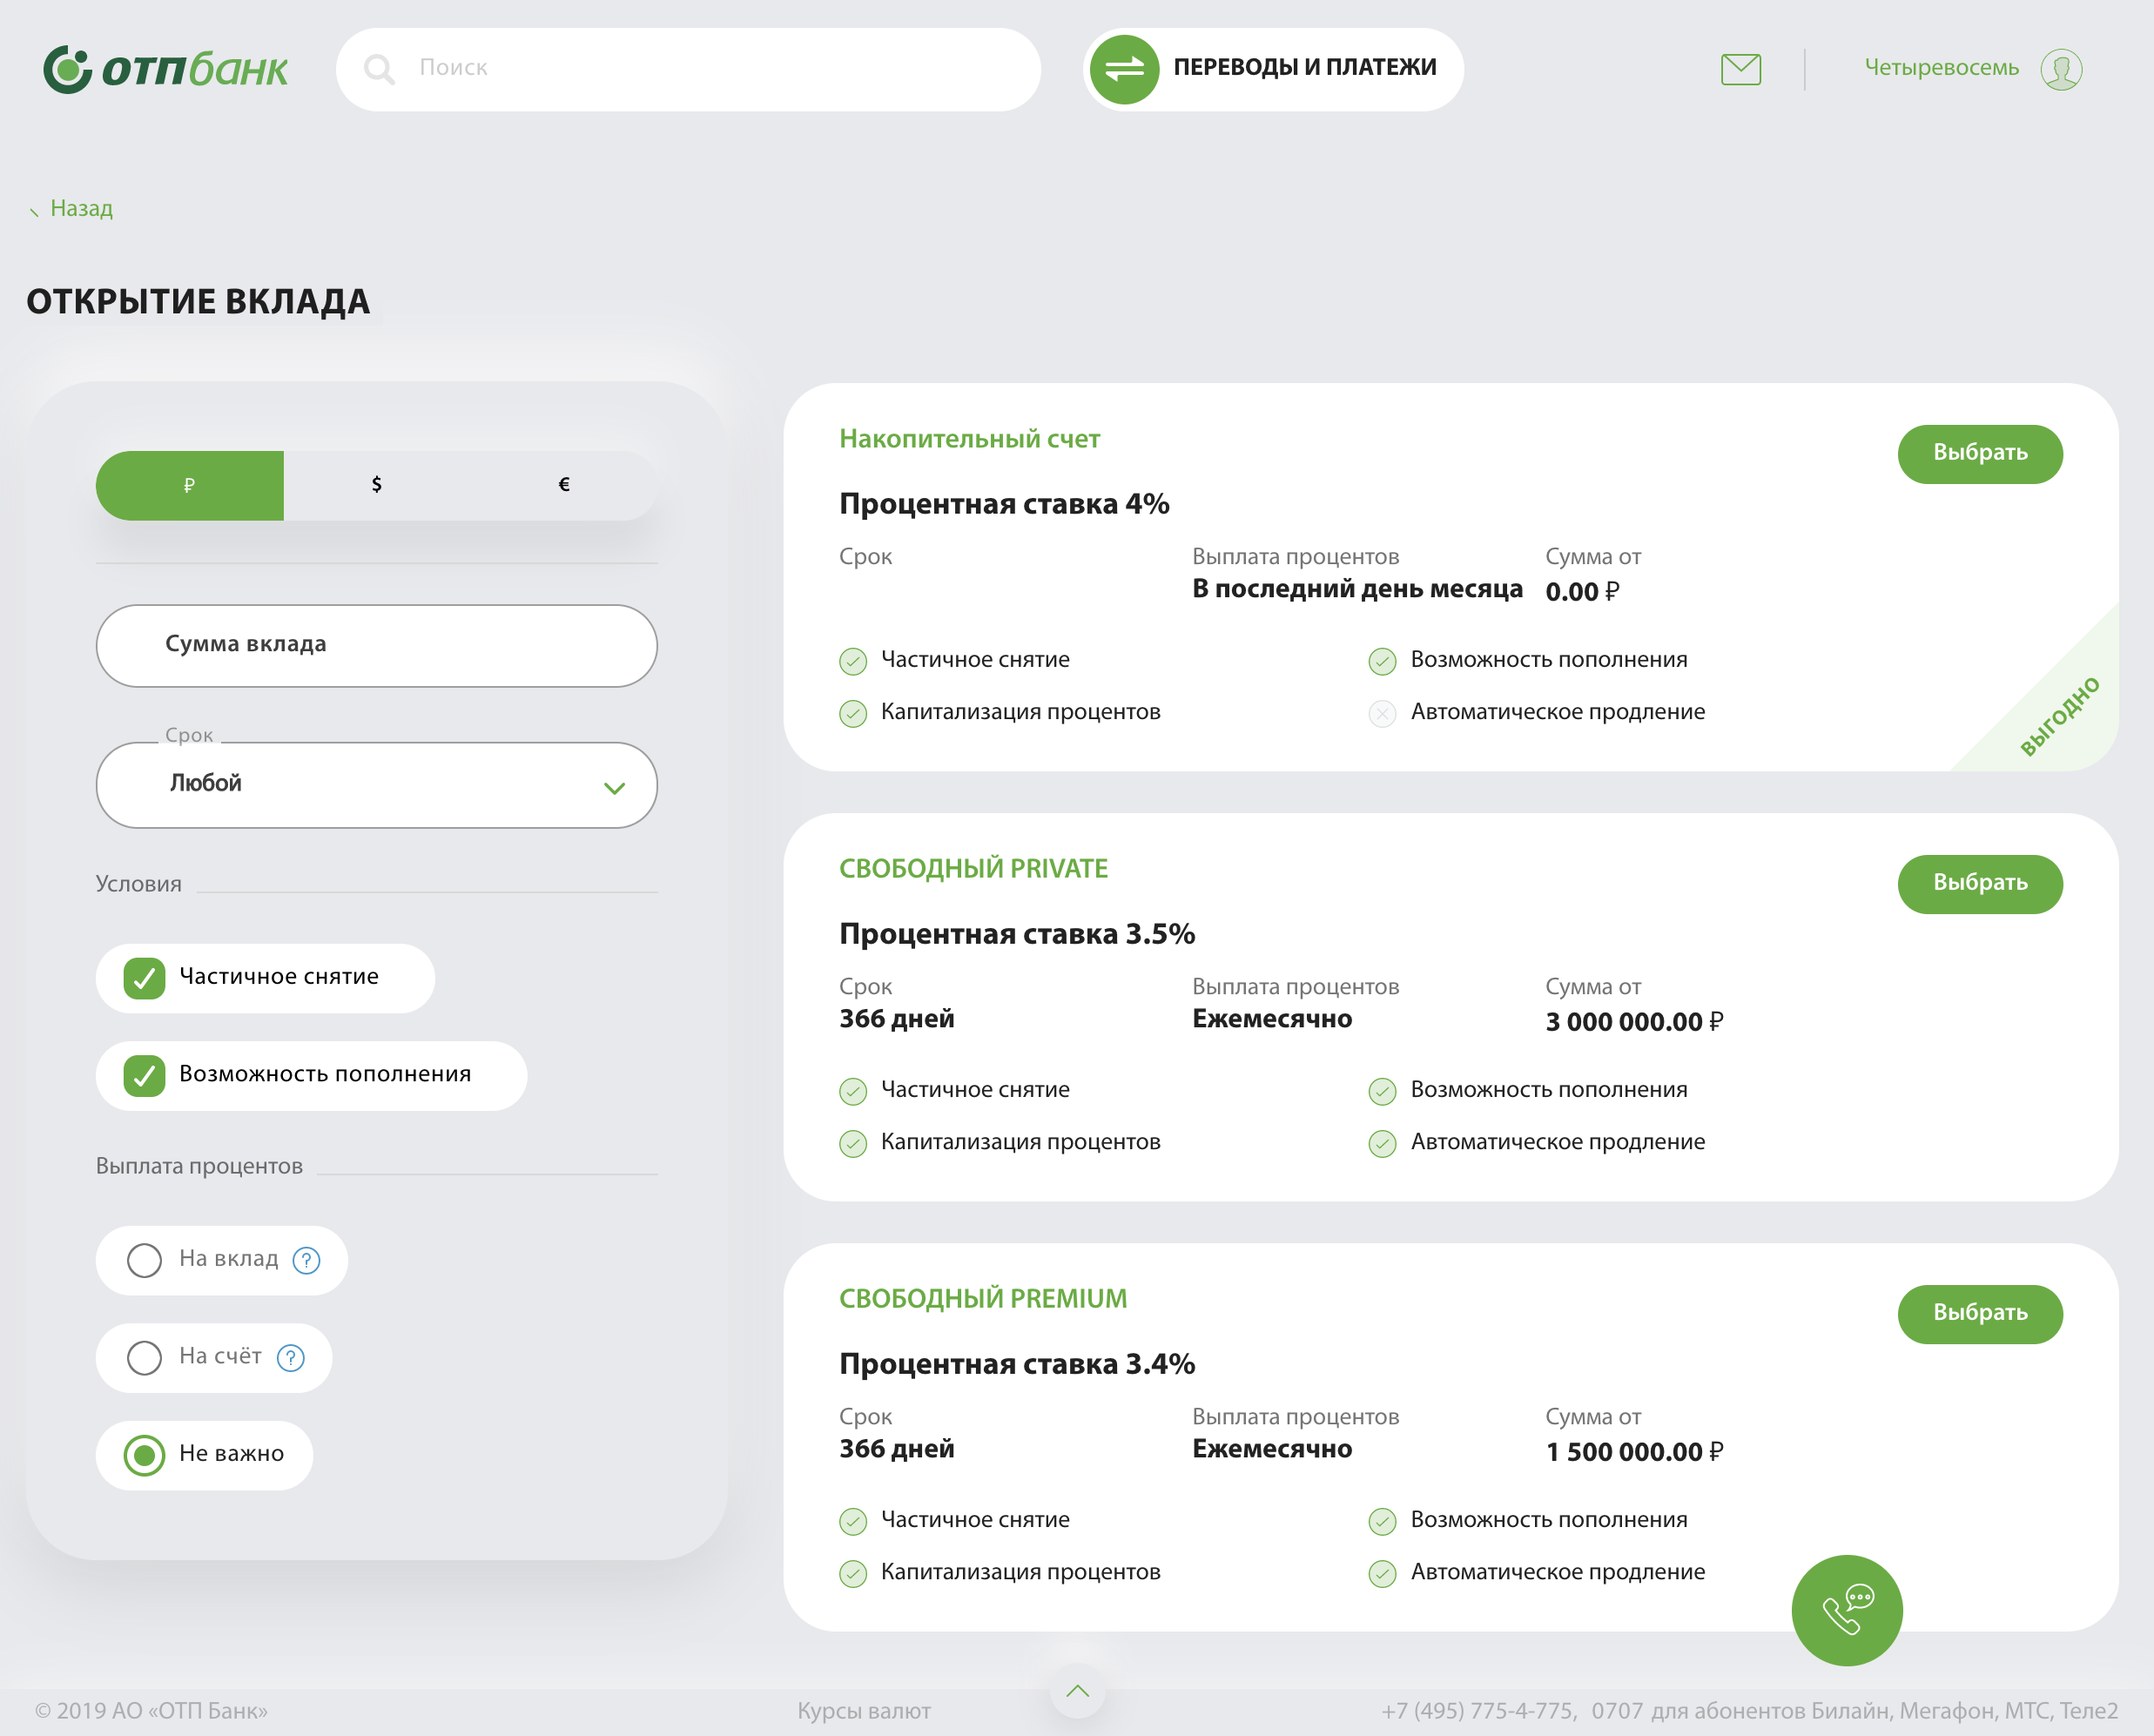 отпбанк
Поиск
ПЕРЕВОДЫ И ПЛАТЕЖИ
Четыревосемь
Назад
ОТКРЫТИЕ ВКЛАДА
₽ $ €
Сумма вклада
Срок
Любой
Условия
Частичное снятие
Возможность пополнения
Выплата процентов
На вклад ?
На счёт ?
Не важно
Накопительный счет
Выбрать
Процентная ставка 4%
Срок Выплата процентов Сумма от
В последний день месяца 0.00 ₽
Частичное снятие Возможность пополнения
Капитализация процентов Автоматическое продление
ВЫГОДНО
СВОБОДНЫЙ PRIVATE
Выбрать
Процентная ставка 3.5%
Срок Выплата процентов Сумма от
366 дней Ежемесячно 3 000 000.00 ₽
Частичное снятие Возможность пополнения
Капитализация процентов Автоматическое продление
СВОБОДНЫЙ PREMIUM
Выбрать
Процентная ставка 3.4%
Срок Выплата процентов Сумма от
366 дней Ежемесячно 1 500 000.00 ₽
Частичное снятие Возможность пополнения
Капитализация процентов Автоматическое продление
© 2019 АО «ОТП Банк» Курсы валют +7 (495) 775-4-775, 0707 для абонентов Билайн, Мегафон, МТС, Теле2